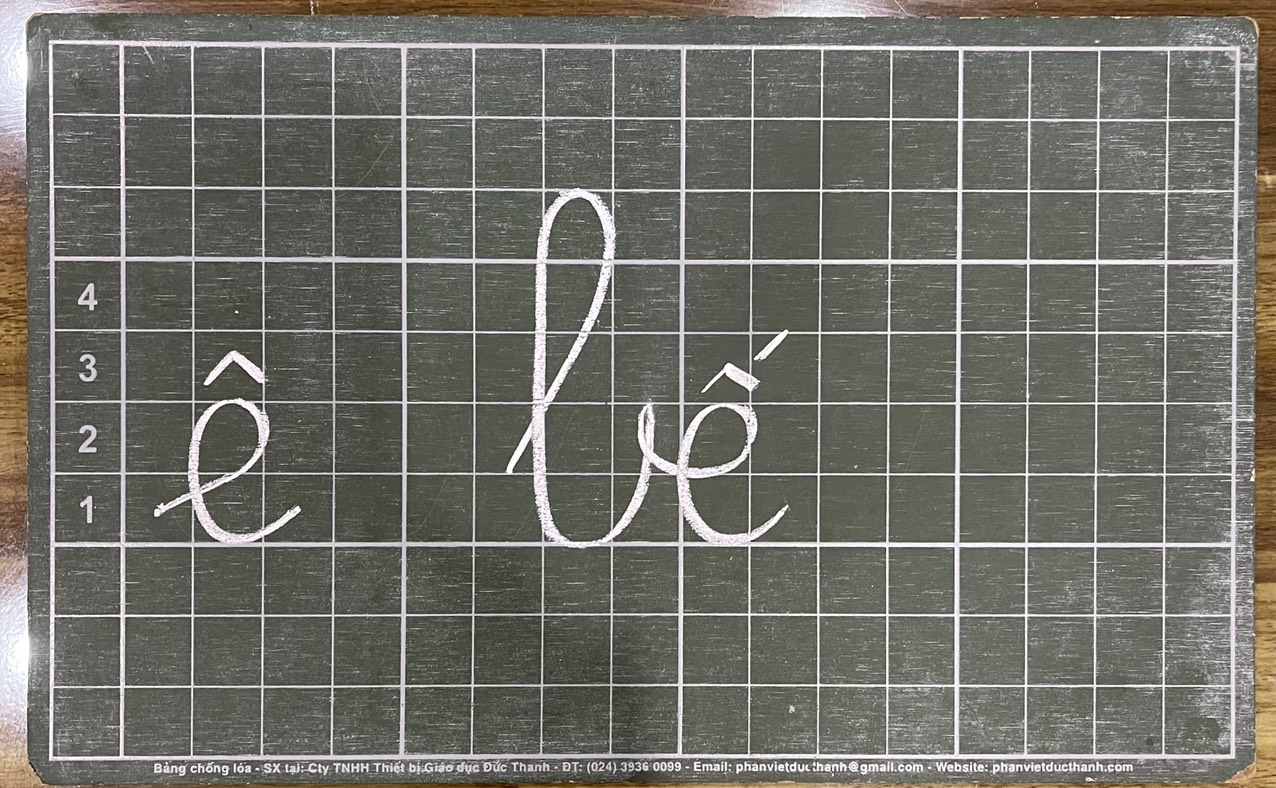 4
3
2
1
ê bế
Bảng chống lóa - SX tại: Cty TNHH Thiết bị Giáo dục Đức Thanh - ĐT: (024) 3936 0099 - Email: phanvietducthanh@gmail.com - Website: phanvietducthanh.com